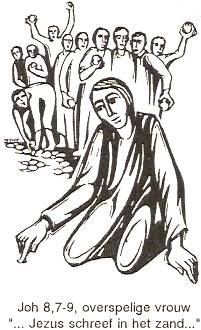 Joh 8,7-9, overspelige vrouw
"... Jezus schreef in het zand..."